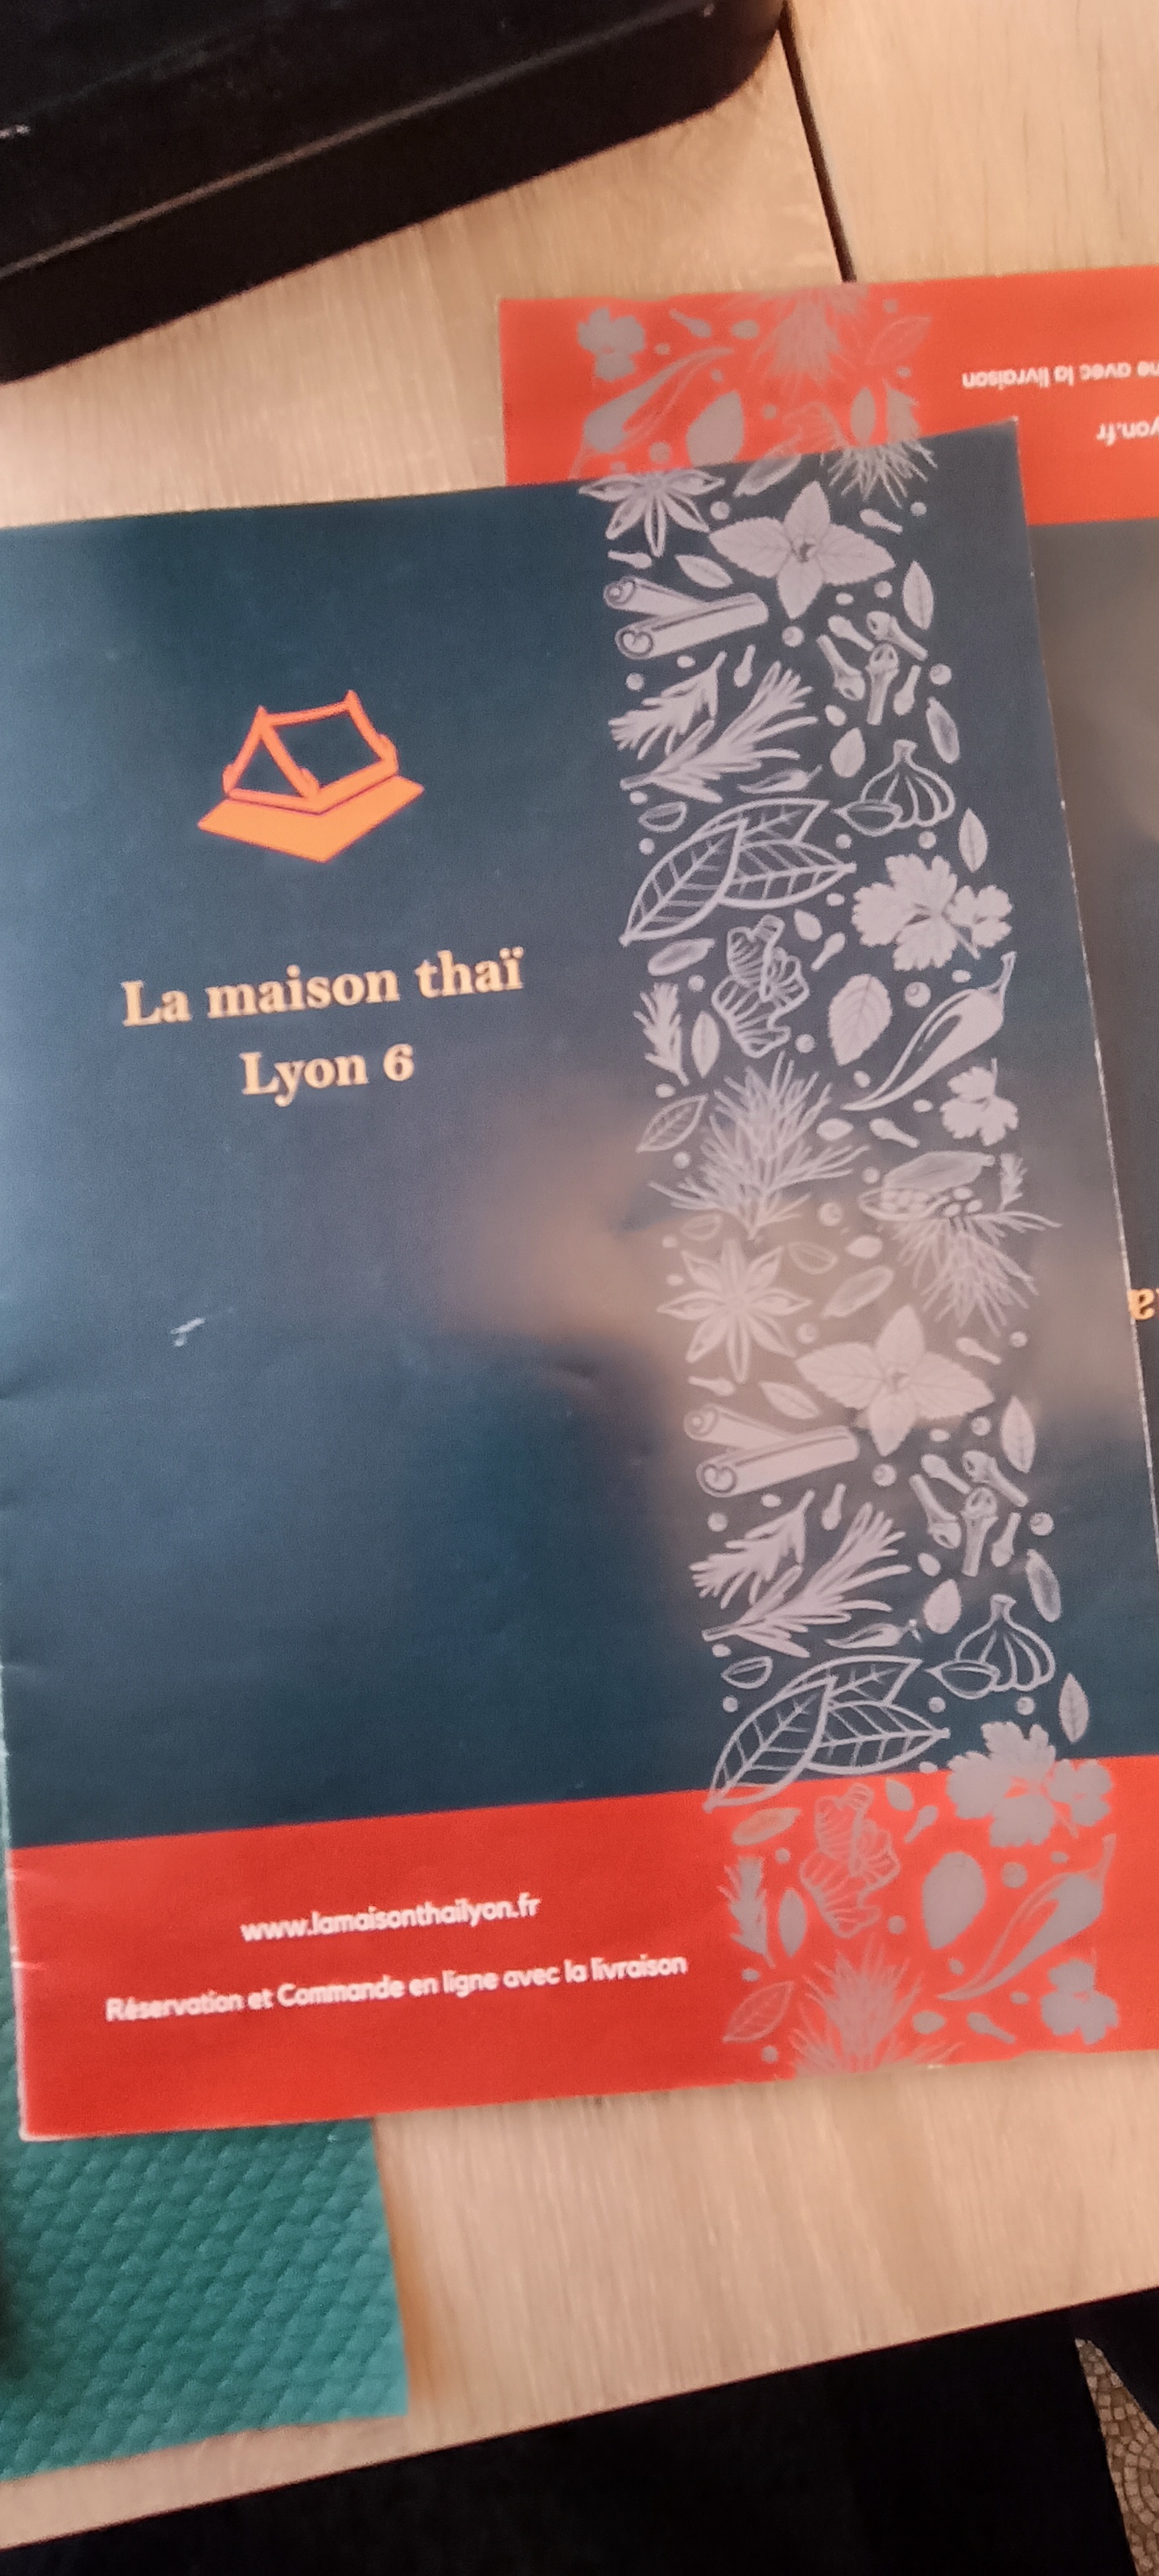 La maison thaï
Lyon 6
www.lamaisonthailyon.fr
Réservation et Commande en ligne avec la livraison
ne avec la livraison
yon.fr